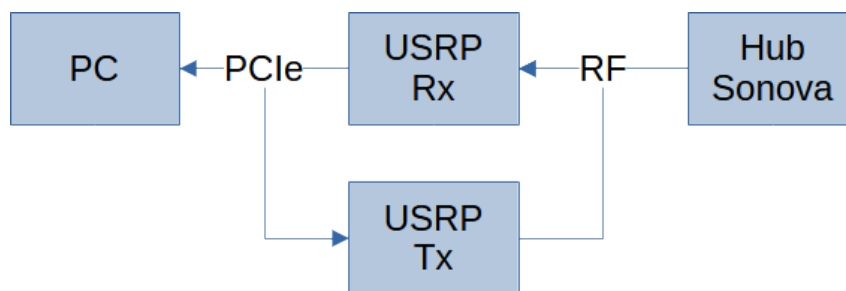 PC
PCIe
USRP
Rx
RF
Hub
Sonova
USRP
Tx